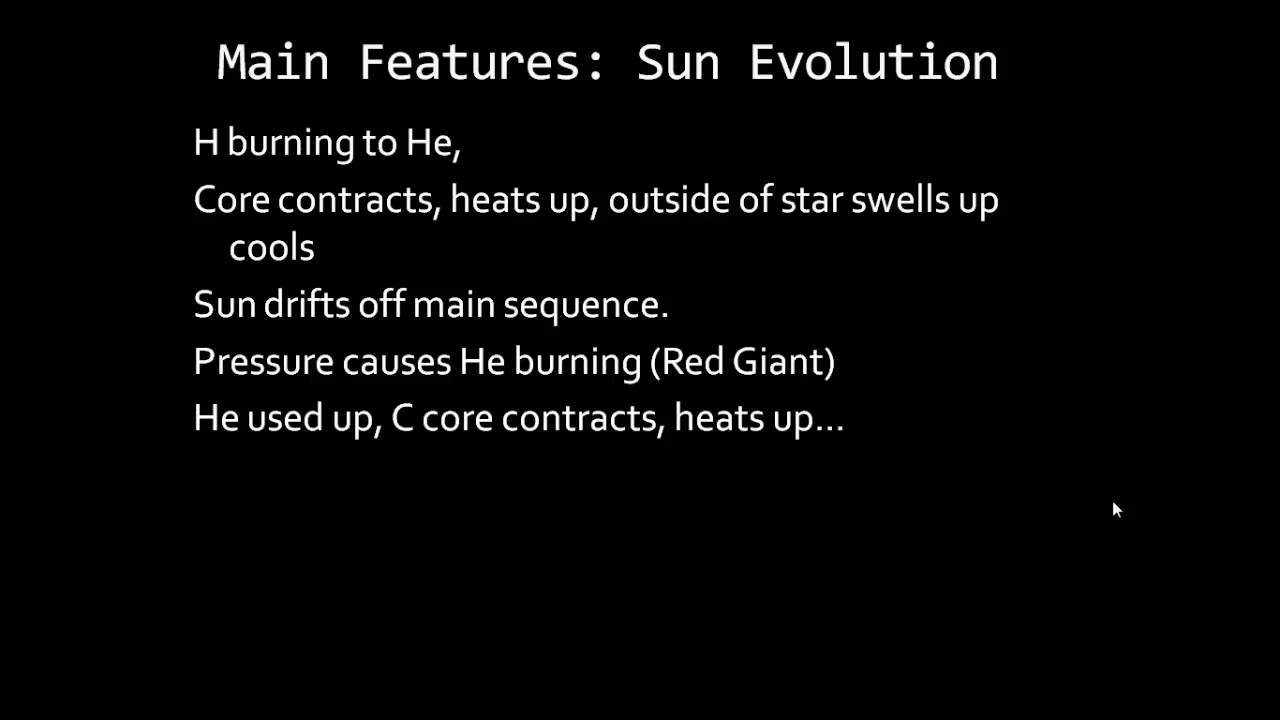 Main Features: Sun Evolution
H burning to He,
Core contracts, heats up, outside of star swells up
cools
Sun drifts off main sequence.
Pressure causes He burning (Red Giant)
He used up, C core contracts, heats up...